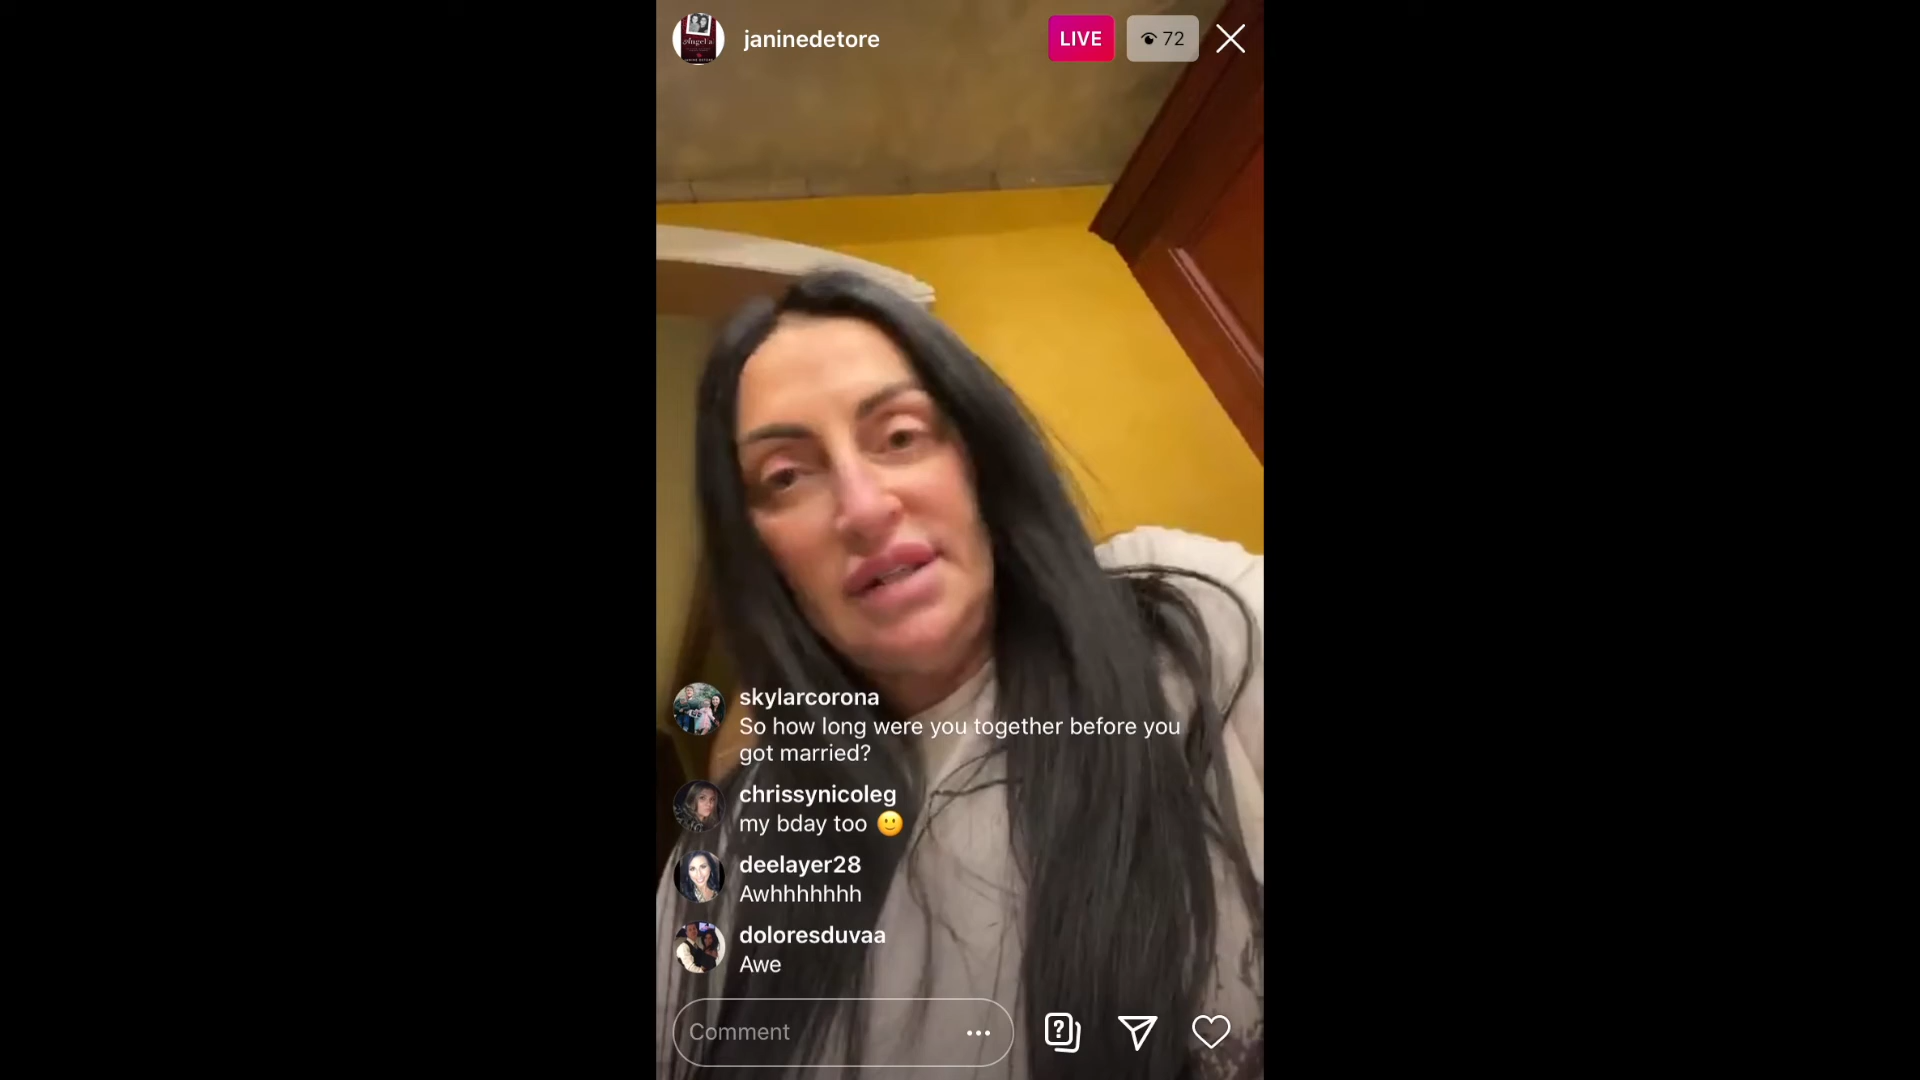 janinedetore
LIVE
72
Angela
skylarcorona
So how long were you together before you
got married?
chrissynicoleg
my bday too 🙂
deelayer28
Awhhhhhhh
doloresduvaa
Awe
Comment